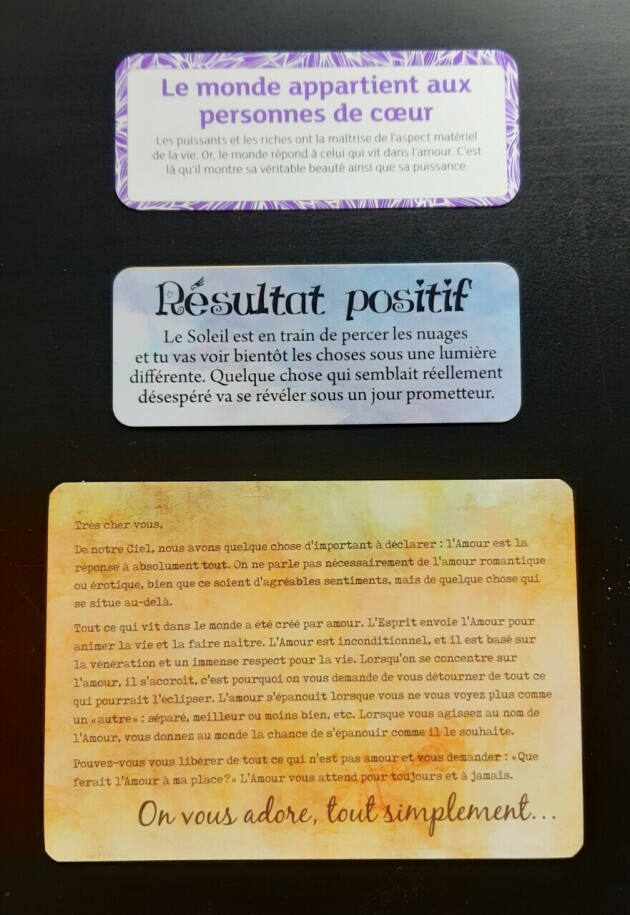 Le monde appartient aux
personnes de cœur
Les puissants et les riches ont la maîtrise de l'aspect matériel
de la vie. Or, le monde répond à celui qui vit dans l'amour. C'est
là qu'il montre sa véritable beauté ainsi que sa puissance.
Résultat positif
Le Soleil est en train de percer les nuages
et tu vas voir bientôt les choses sous une lumière
différente. Quelque chose qui semblait réellement
désespéré va se révéler sous un jour prometteur.
Très cher vous,
De notre Ciel, nous avons quelque chose d'important à déclarer : l'Amour est la
réponse à absolument tout. On ne parle pas nécessairement de l'amour romantique
ou érotique, bien que ce soient d'agréables sentiments, mais de quelque chose qui
se situe au-delà.
Tout ce qui vit dans le monde a été créé par amour. L'Esprit envoie l'Amour pour
animer la vie et la faire naître. L'Amour est inconditionnel, et il est basé sur
la vénération et un immense respect pour la vie. Lorsqu'on se concentre sur
l'amour, il s'accroît, c'est pourquoi on vous demande de vous détourner de tout ce
qui pourrait l'éclipser. L'amour s'épanouit lorsque vous ne vous voyez plus comme
un «autre» : séparé, meilleur ou moins bien, etc. Lorsque vous agissez au nom de
l'Amour, vous donnez au monde la chance de s'épanouir comme il le souhaite.
Pouvez-vous vous libérer de tout ce qui n'est pas amour et vous demander : «Que
ferait l'Amour à ma place?» L'Amour vous attend pour toujours et à jamais.
On vous adore, tout simplement...